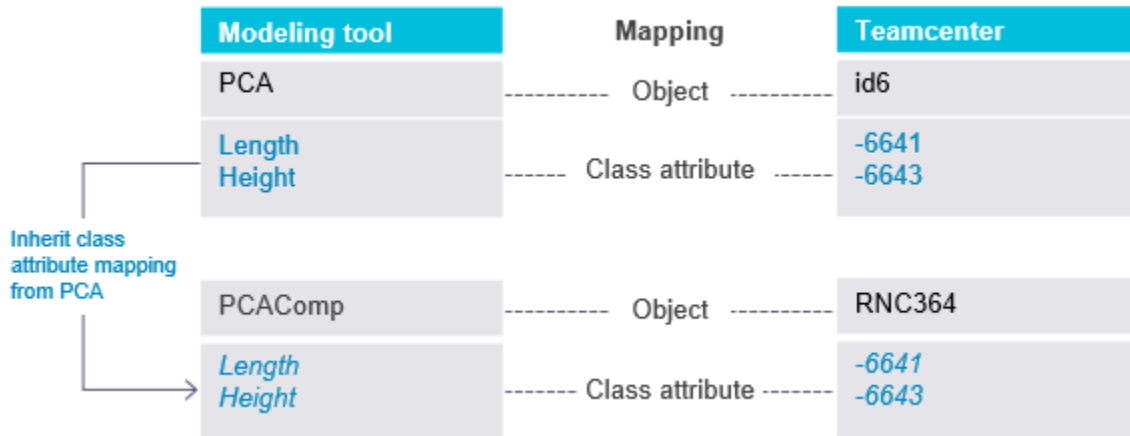 Modeling tool Mapping Teamcenter
PCA Object id6
Length -6641
Height Class attribute -6643
Inherit class
attribute mapping
from PCA
PCAComp Object RNC364
Length -6641
Height Class attribute -6643